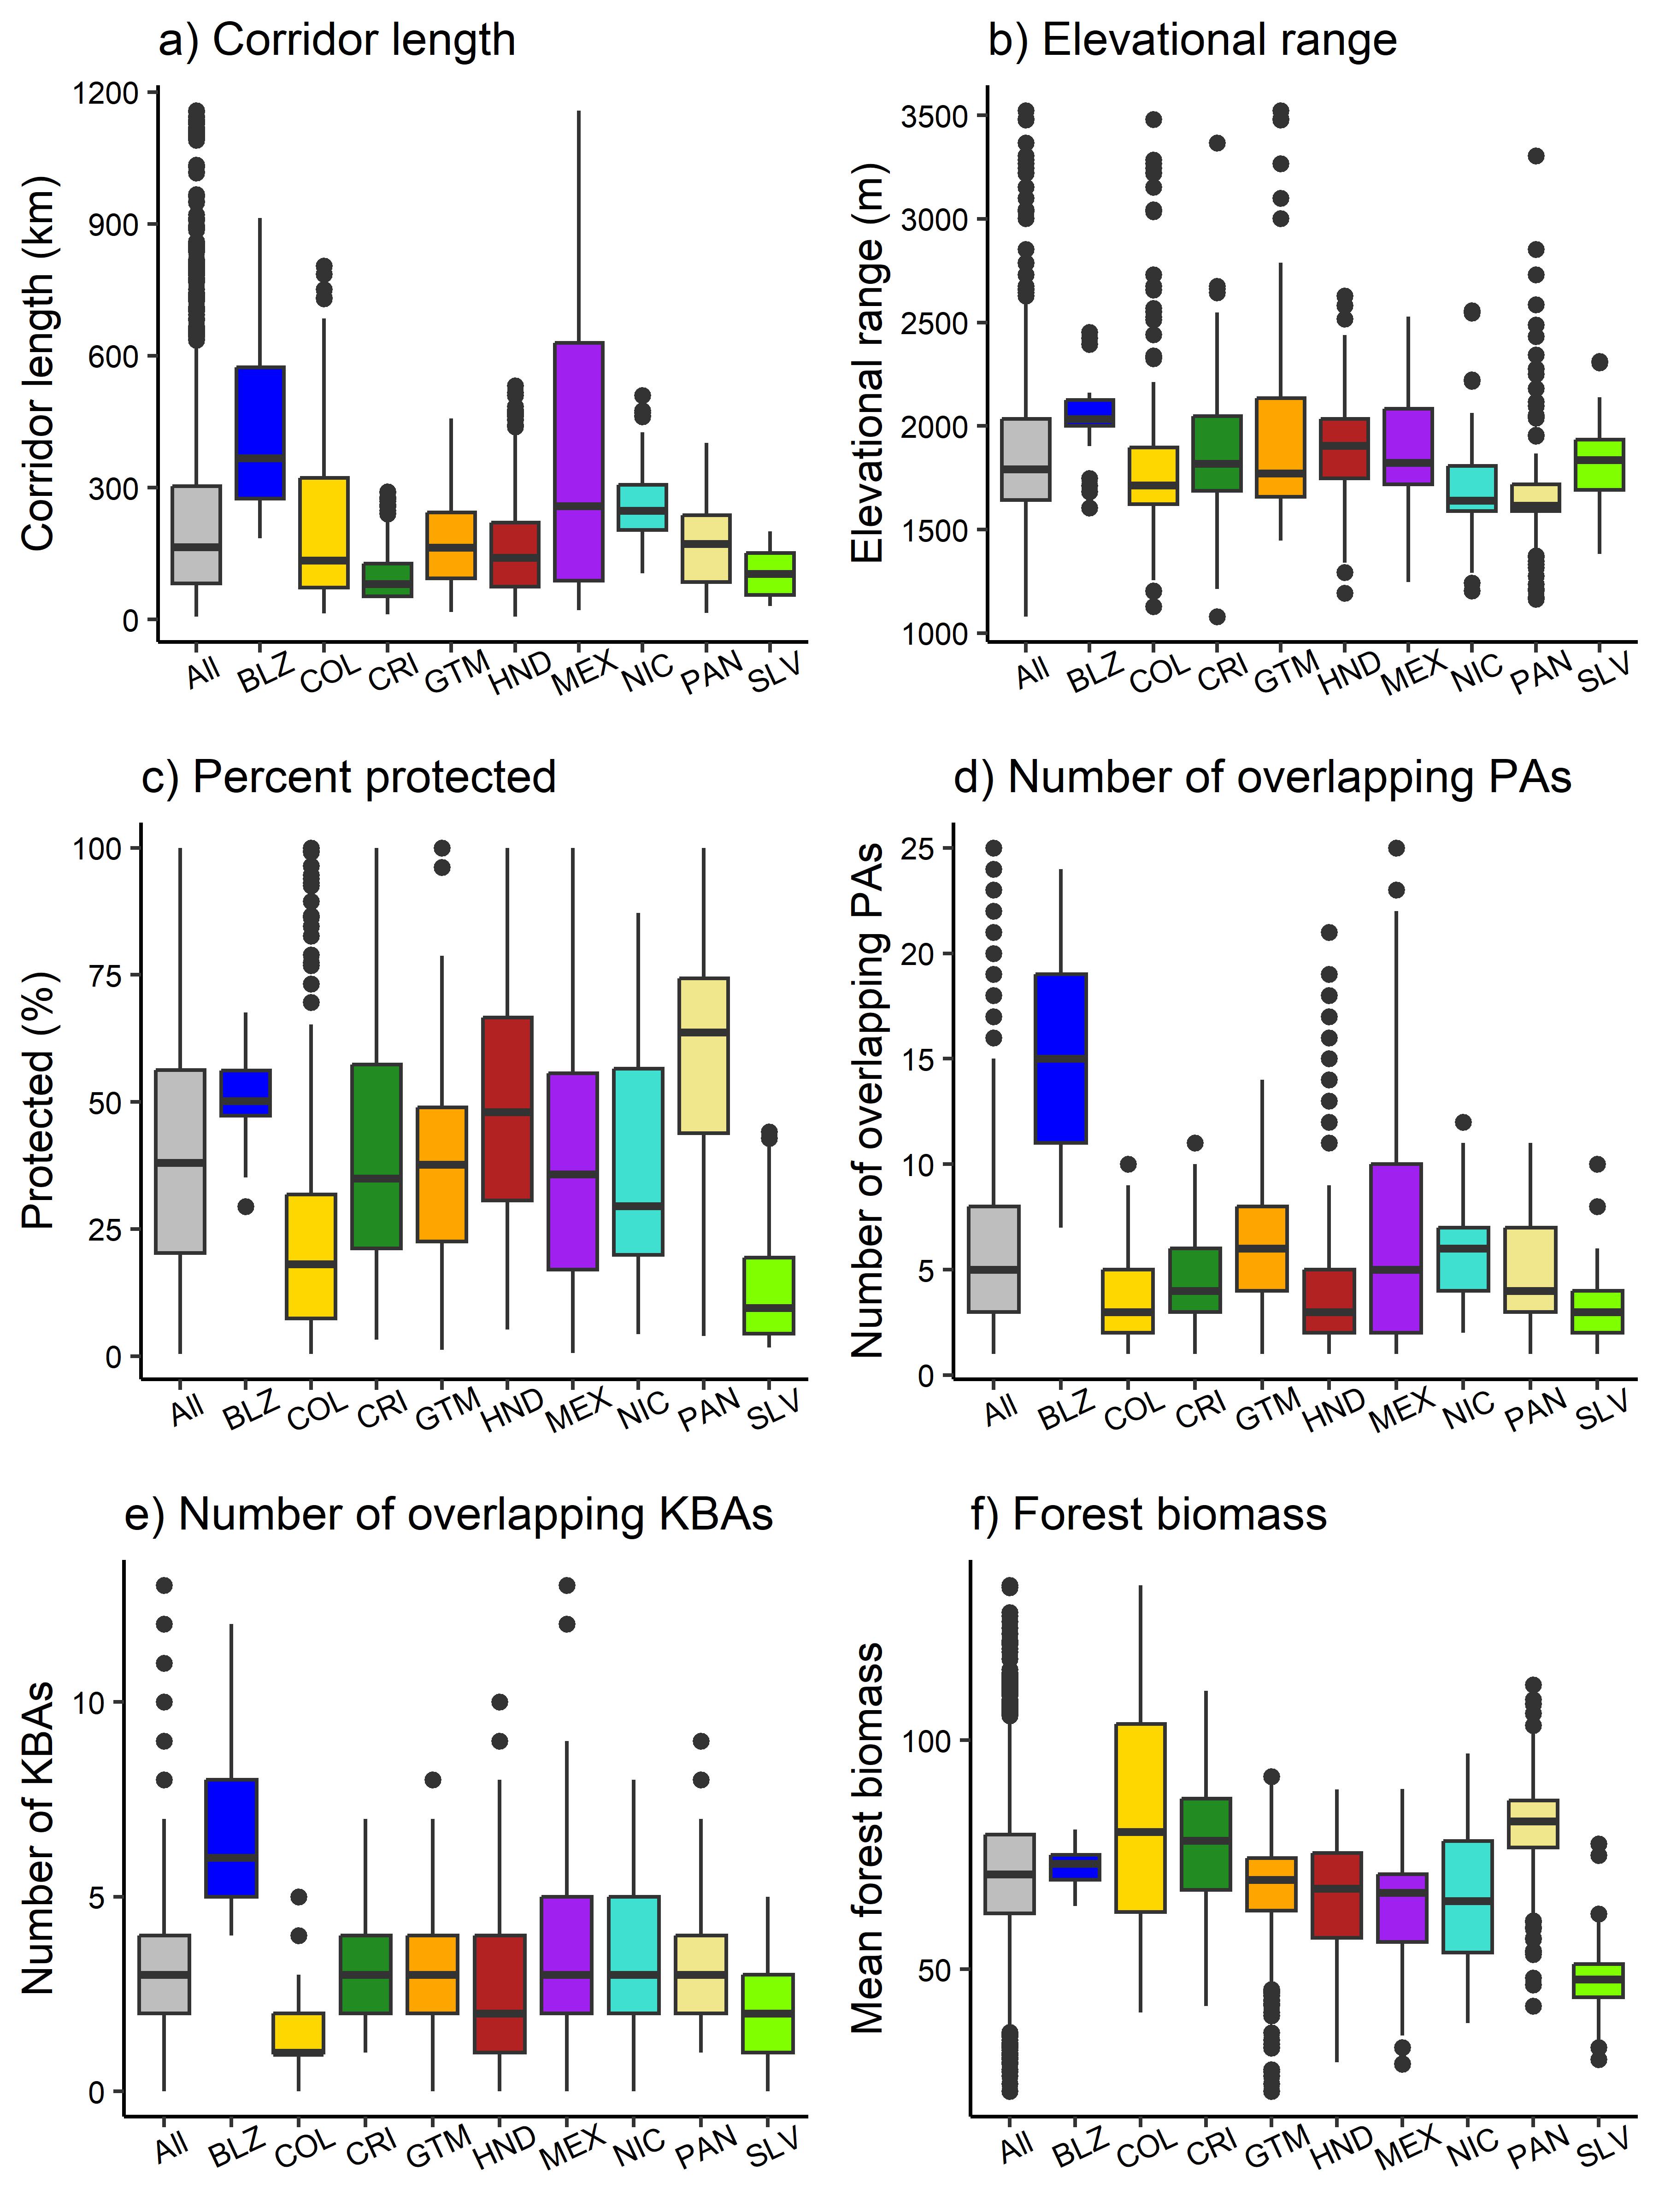 a) Corridor length
Corridor length (km)
1200
900
600
300
0
All BLZ COL CRI GTM HND MEX NIC PAN SLV
b) Elevational range
Elevational range (m)
3500
3000
2500
2000
1500
1000
All BLZ COL CRI GTM HND MEX NIC PAN SLV
c) Percent protected
Protected (%)
100
75
50
25
0
All BLZ COL CRI GTM HND MEX NIC PAN SLV
d) Number of overlapping PAs
Number of overlapping PAs
25
20
15
10
5
0
All BLZ COL CRI GTM HND MEX NIC PAN SLV
e) Number of overlapping KBAs
Number of KBAs
10
5
0
All BLZ COL CRI GTM HND MEX NIC PAN SLV
f) Forest biomass
Mean forest biomass
100
50
All BLZ COL CRI GTM HND MEX NIC PAN SLV